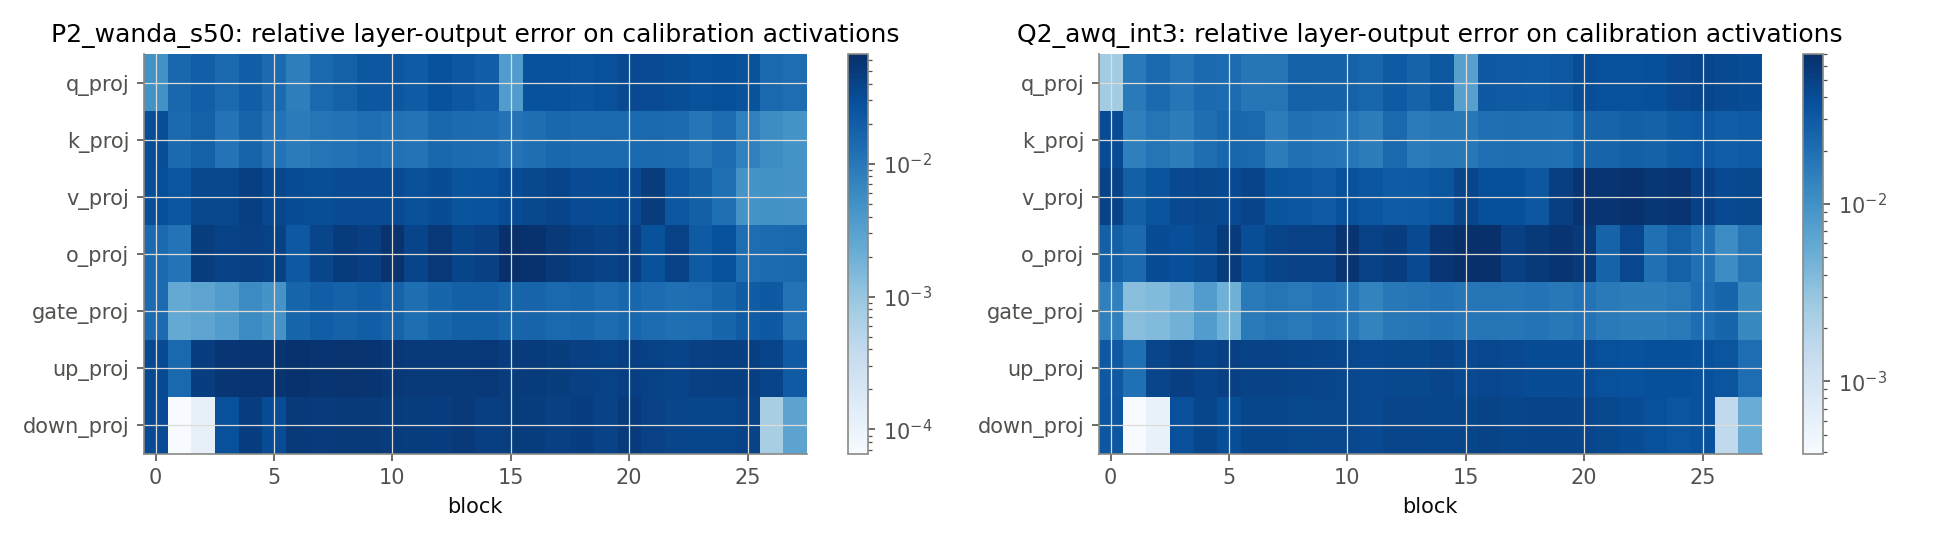 P2_wanda_s50: relative layer-output error on calibration activations
q_proj
k_proj
v_proj
o_proj
gate_proj
up_proj
down_proj
0 5 10 15 20 25
block
10^-2
10^-3
10^-4
Q2_awq_int3: relative layer-output error on calibration activations
q_proj
k_proj
v_proj
o_proj
gate_proj
up_proj
down_proj
0 5 10 15 20 25
block
10^-2
10^-3